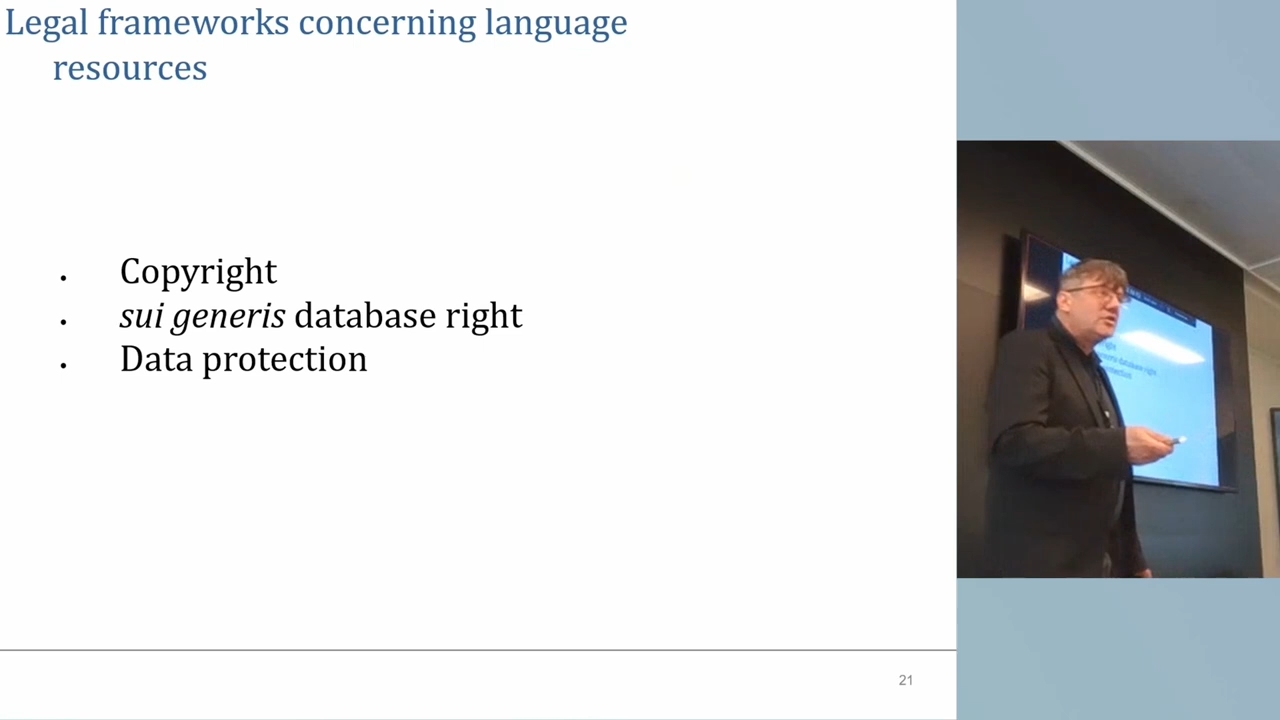 Legal frameworks concerning language
resources
• Copyright
• sui generis database right
• Data protection
21